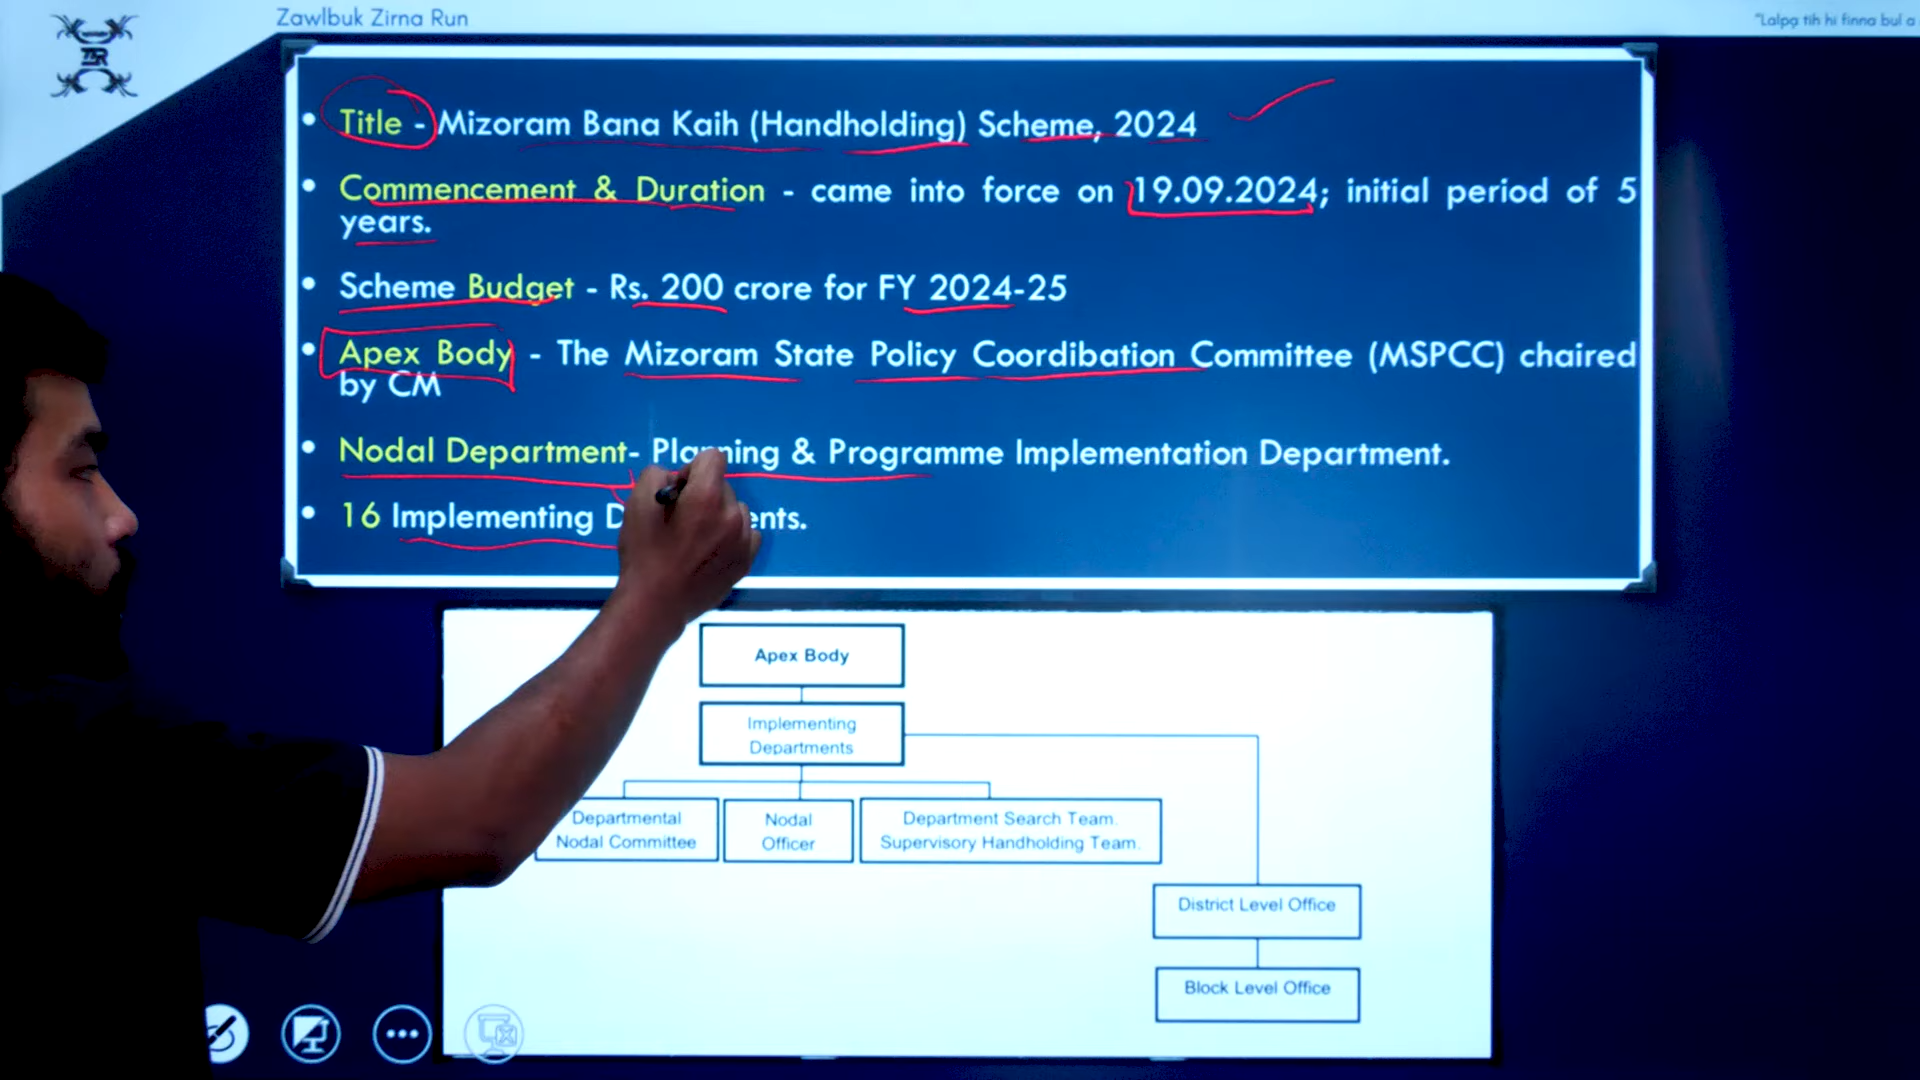 Zawlbuk Zirna Run
"Lalpa tih hi finna bul a
ZR
• Title - Mizoram Bana Kaih (Handholding) Scheme, 2024
• Commencement & Duration - came into force on 19.09.2024; initial period of 5
years.
• Scheme Budget - Rs. 200 crore for FY 2024-25
• Apex Body - The Mizoram State Policy Coordibation Committee (MSPCC) chaired
by CM
• Nodal Department- Planning & Programme Implementation Department.
• 16 Implementing D ents.
Apex Body
Implementing
Departments
Departmental
Nodal Committee
Nodal
Officer
Department Search Team.
Supervisory Handholding Team.
District Level Office
Block Level Office